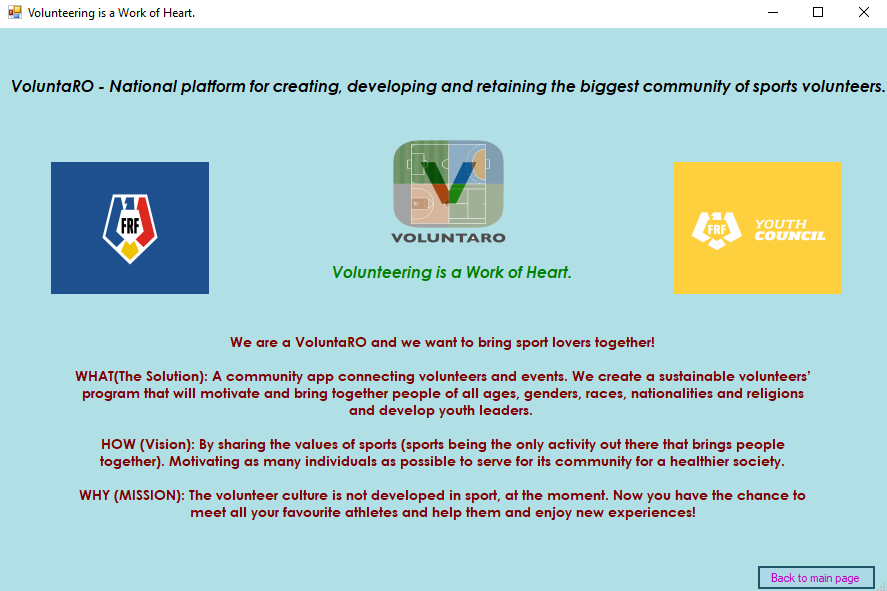 Volunteering is a Work of Heart.
VoluntaRO - National platform for creating, developing and retaining the biggest community of sports volunteers.
FRF
VOLUNTARO
FRF YOUTH
COUNCIL
Volunteering is a Work of Heart.
We are a VoluntaRO and we want to bring sport lovers together!
WHAT(The Solution): A community app connecting volunteers and events. We create a sustainable volunteers'
program that will motivate and bring together people of all ages, genders, races, nationalities and religions
and develop youth leaders.
HOW (Vision): By sharing the values of sports (sports being the only activity out there that brings people
together). Motivating as many individuals as possible to serve for its community for a healthier society.
WHY (MISSION): The volunteer culture is not developed in sport, at the moment. Now you have the chance to
meet all your favourite athletes and help them and enjoy new experiences!
Back to main page